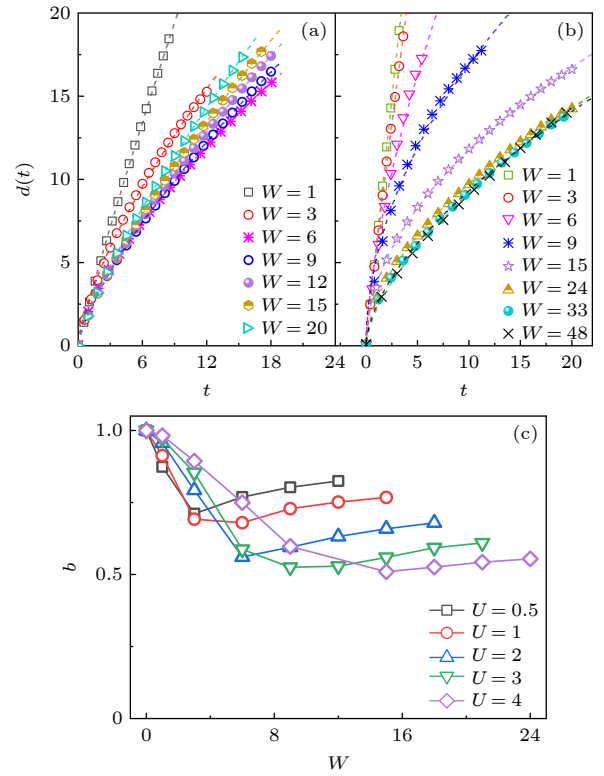 20
15
10
5
0
d(t)
(a)
W = 1
W = 3
W = 6
W = 9
W = 12
W = 15
W = 20
0 6 12 18 24
t
(b)
W = 1
W = 3
W = 6
W = 9
W = 15
W = 24
W = 33
W = 48
0 5 10 15 20
t
(c)
1.0
0.5
0
b
U = 0.5
U = 1
U = 2
U = 3
U = 4
0 8 16 24
W